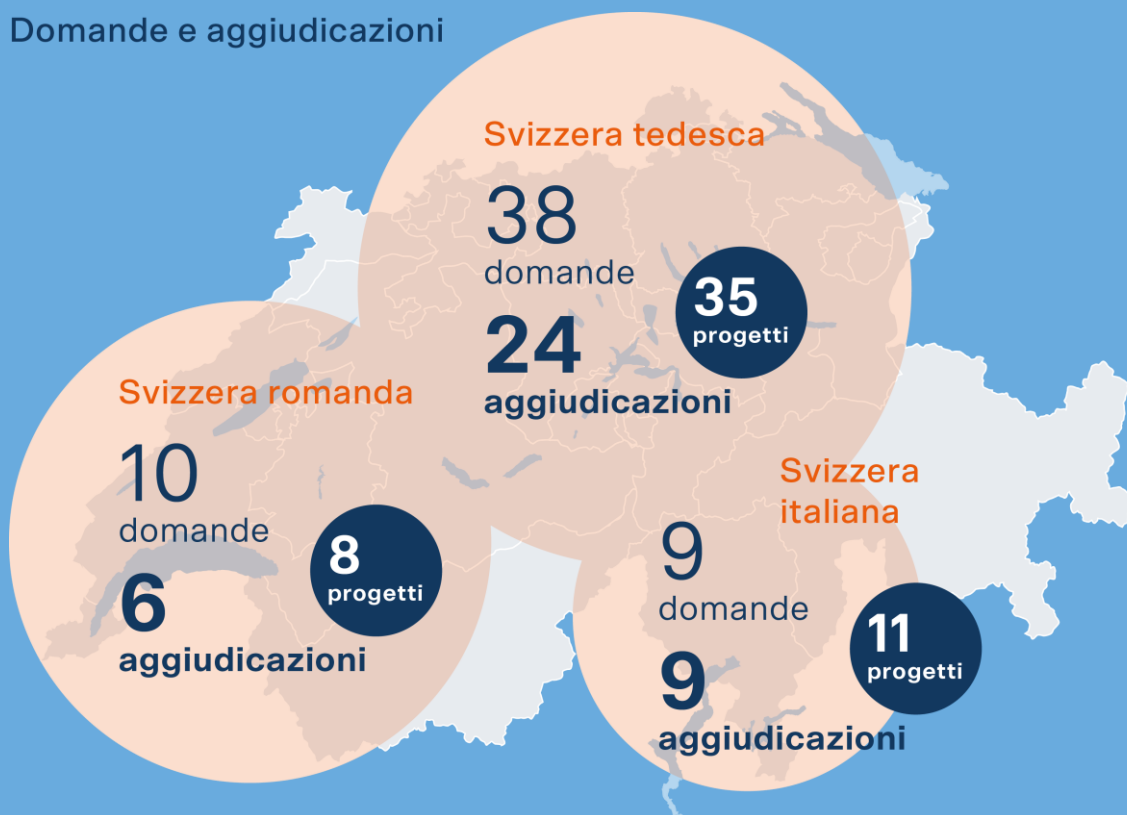 Domande e aggiudicazioni
Svizzera tedesca
38
domande
24
aggiudicazioni
35
progetti
Svizzera romanda
10
domande
6
aggiudicazioni
8
progetti
Svizzera
italiana
9
domande
9
aggiudicazioni
11
progetti